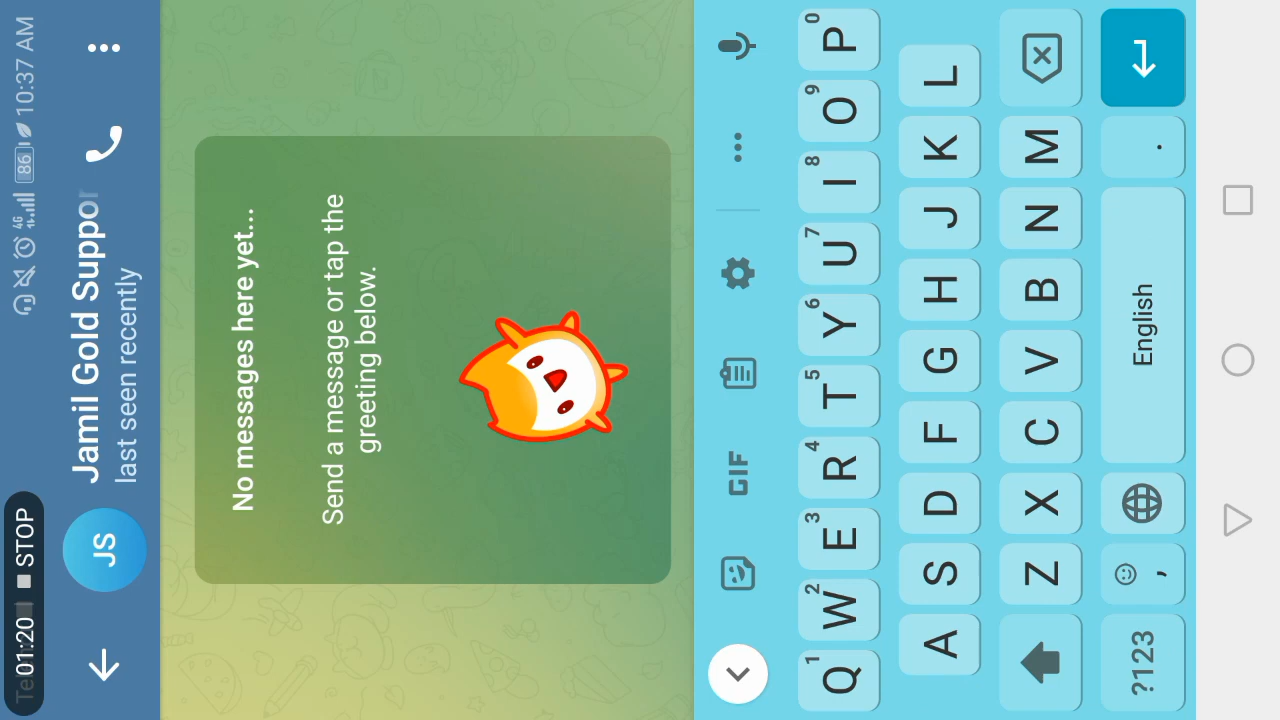 01:20 STOP
4G 86 10:37 AM
JS
Jamil Gold Suppor
last seen recently
No messages here yet...
Send a message or tap the
greeting below.
GIF
1 2 3 4 5 6 7 8 9 0
Q W E R T Y U I O P
A S D F G H J K L
Z X C V B N M
?123 , English .